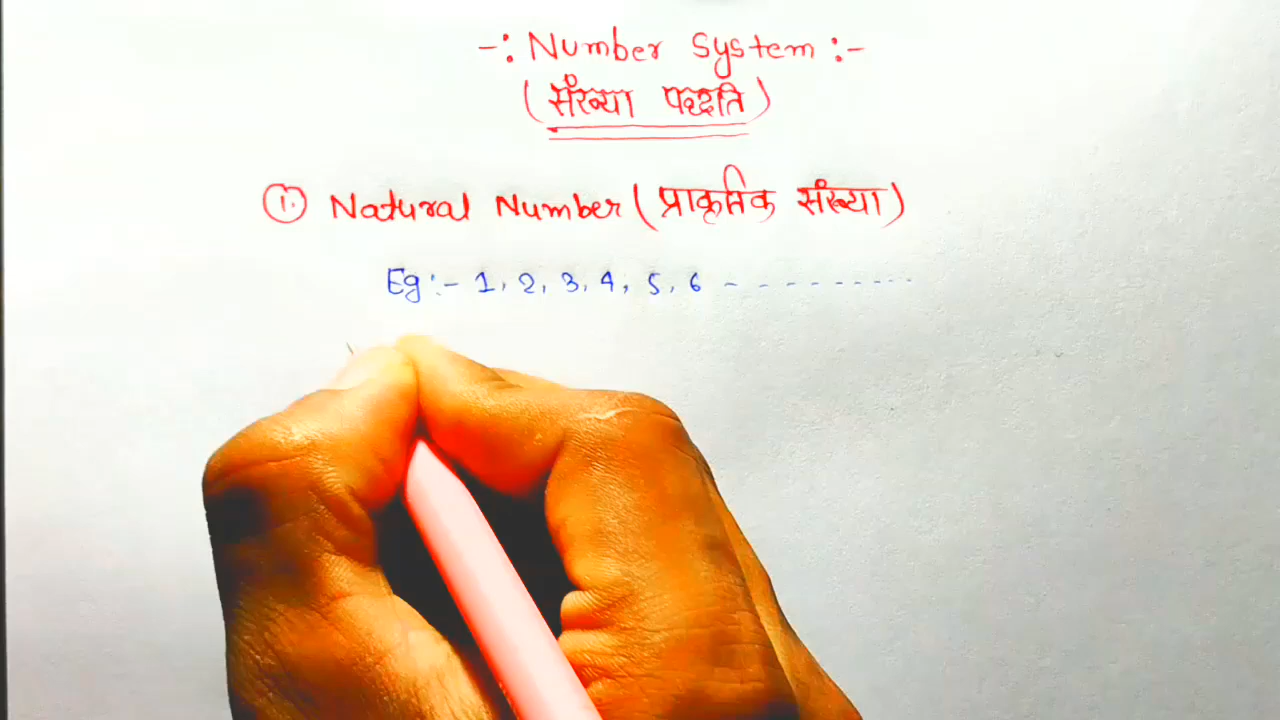 -: Number System :-
(संख्या पद्धति)
1. Natural Number (प्राकृतिक संख्या)
Eg :- 1, 2, 3, 4, 5, 6 - - - - - - - - -